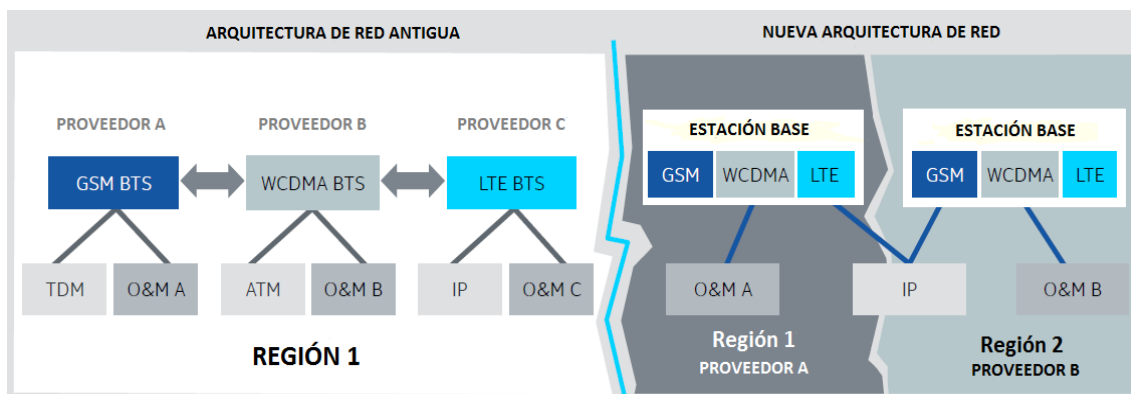 ARQUITECTURA DE RED ANTIGUA
PROVEEDOR A
PROVEEDOR B
PROVEEDOR C
GSM BTS
WCDMA BTS
LTE BTS
TDM
O&M A
ATM
O&M B
IP
O&M C
REGIÓN 1
NUEVA ARQUITECTURA DE RED
ESTACIÓN BASE
GSM
WCDMA
LTE
ESTACIÓN BASE
GSM
WCDMA
LTE
O&M A
IP
O&M B
Región 1
PROVEEDOR A
Región 2
PROVEEDOR B